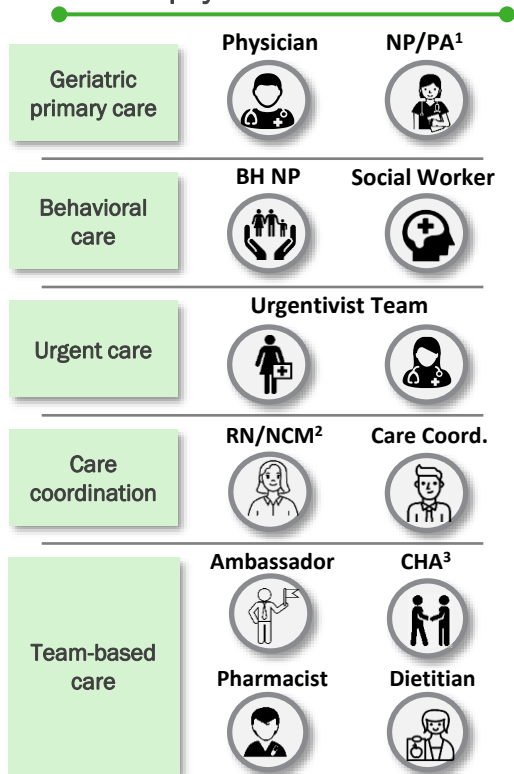 Physician NP/PA¹
Geriatric
primary care
BH NP Social Worker
Behavioral
care
Urgentivist Team
Urgent care
RN/NCM² Care Coord.
Care
coordination
Ambassador CHA³
Team-based
care
Pharmacist Dietitian